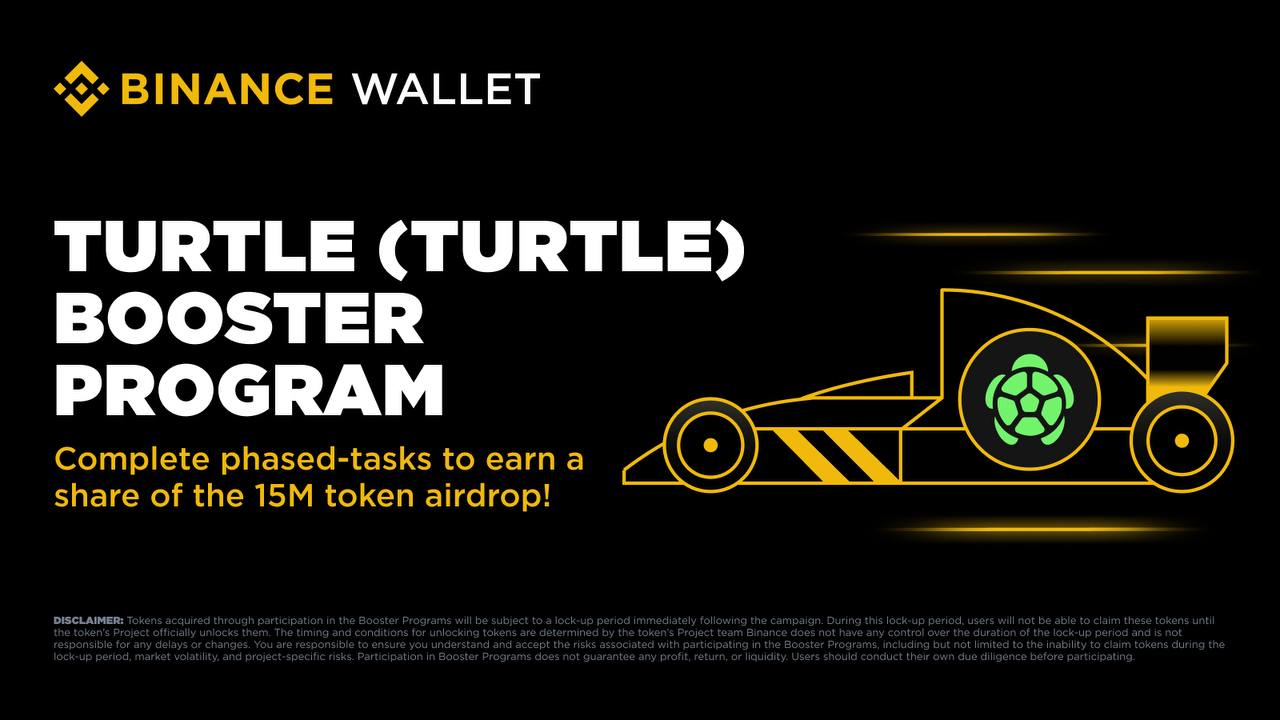 BINANCE WALLET
TURTLE (TURTLE)
BOOSTER
PROGRAM
Complete phased-tasks to earn a
share of the 15M token airdrop!
DISCLAIMER: Tokens acquired through participation in the Booster Programs will be subject to a lock-up period immediately following the campaign. During this lock-up period, users will not be able to claim these tokens until
the token's Project officially unlocks them. The timing and conditions for unlocking tokens are determined by the token's Project team Binance does not have any control over the duration of the lock-up period and is not
responsible for any delays or changes. You are responsible to ensure you understand and accept the risks associated with participating in the Booster Programs, including but not limited to the inability to claim tokens during the
lock-up period, market volatility, and project-specific risks. Participation in Booster Programs does not guarantee any profit, return, or liquidity. Users should conduct their own due diligence before participating.